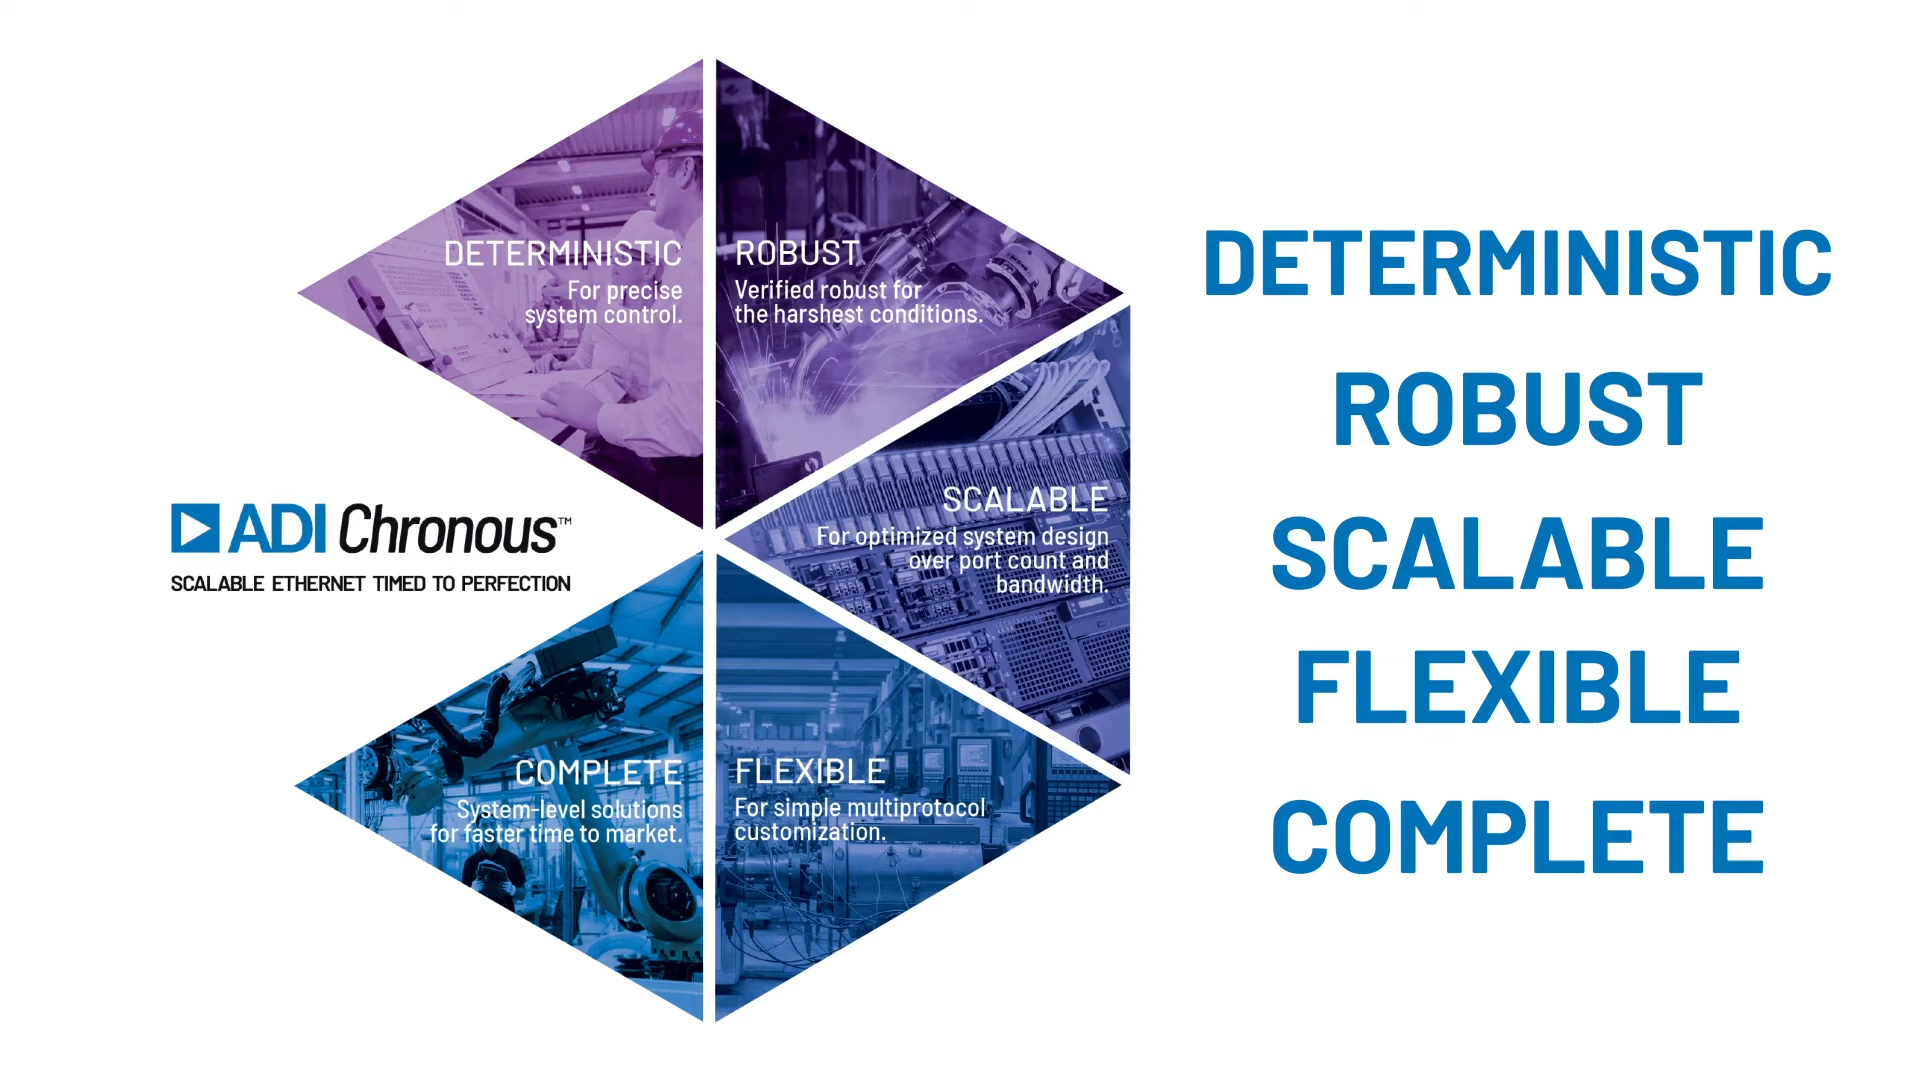 DETERMINISTIC
For precise
system control.
ROBUST
Verified robust for
the harshest conditions.
SCALABLE
For optimized system design
over port count and
bandwidth.
ADI Chronous™
SCALABLE ETHERNET TIMED TO PERFECTION
COMPLETE
System-level solutions
for faster time to market.
FLEXIBLE
For simple multiprotocol
customization.
DETERMINISTIC
ROBUST
SCALABLE
FLEXIBLE
COMPLETE